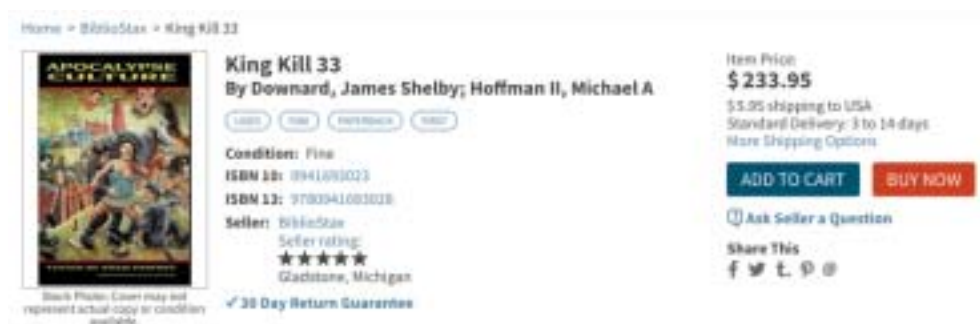 Home > BiblioStax > King Kill 33
APOCALYPSE
CULTURE
King Kill 33
By Downard, James Shelby; Hoffman II, Michael A
USED
FINE
PAPERBACK
FIRST
Condition: Fine
ISBN 10:
ISBN 13:
Seller: BiblioStax
Seller rating:
★★★★★
Gladstone, Michigan
✓ 30 Day Return Guarantee
Stock Photo: Cover may not
represent actual copy or condition
available
Item Price
$233.95
$5.95 shipping to USA
Standard Delivery: 3 to 14 days
More Shipping Options
ADD TO CART
BUY NOW
Ask Seller a Question
Share This